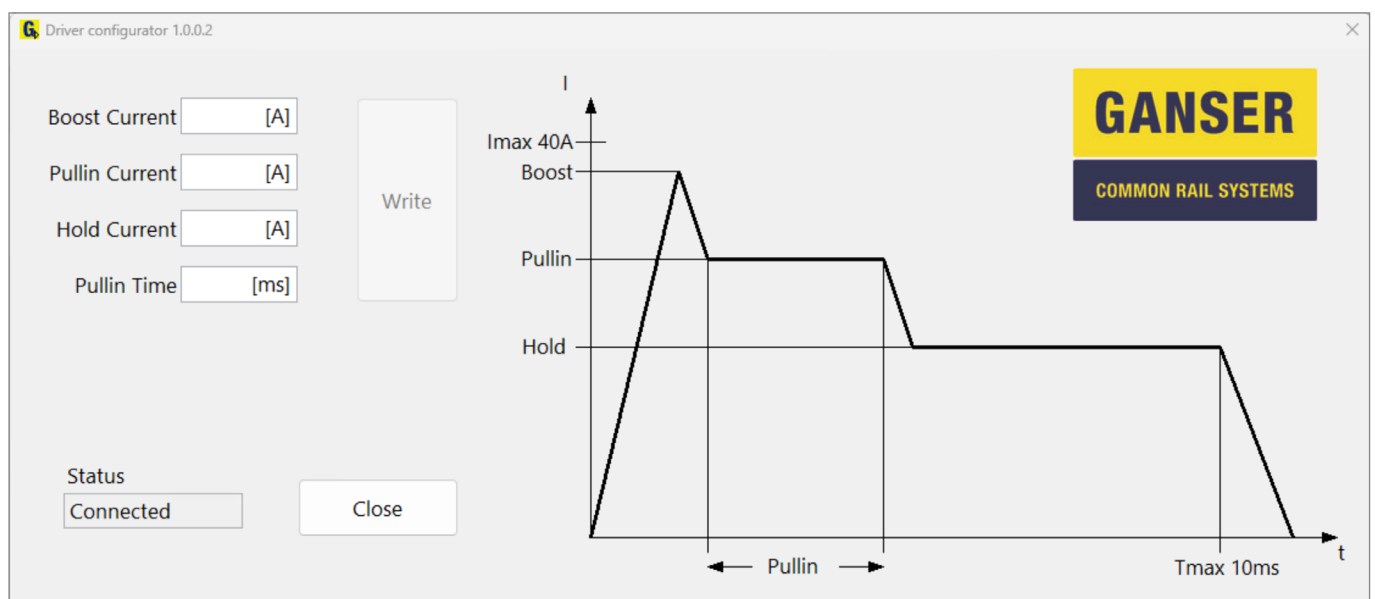 Driver configurator 1.0.0.2
Boost Current [A]
Pullin Current [A]
Hold Current [A]
Pullin Time [ms]
Write
Status
Connected
Close
I
Imax 40A
Boost
Pullin
Hold
Pullin
Tmax 10ms
t
GANSER
COMMON RAIL SYSTEMS